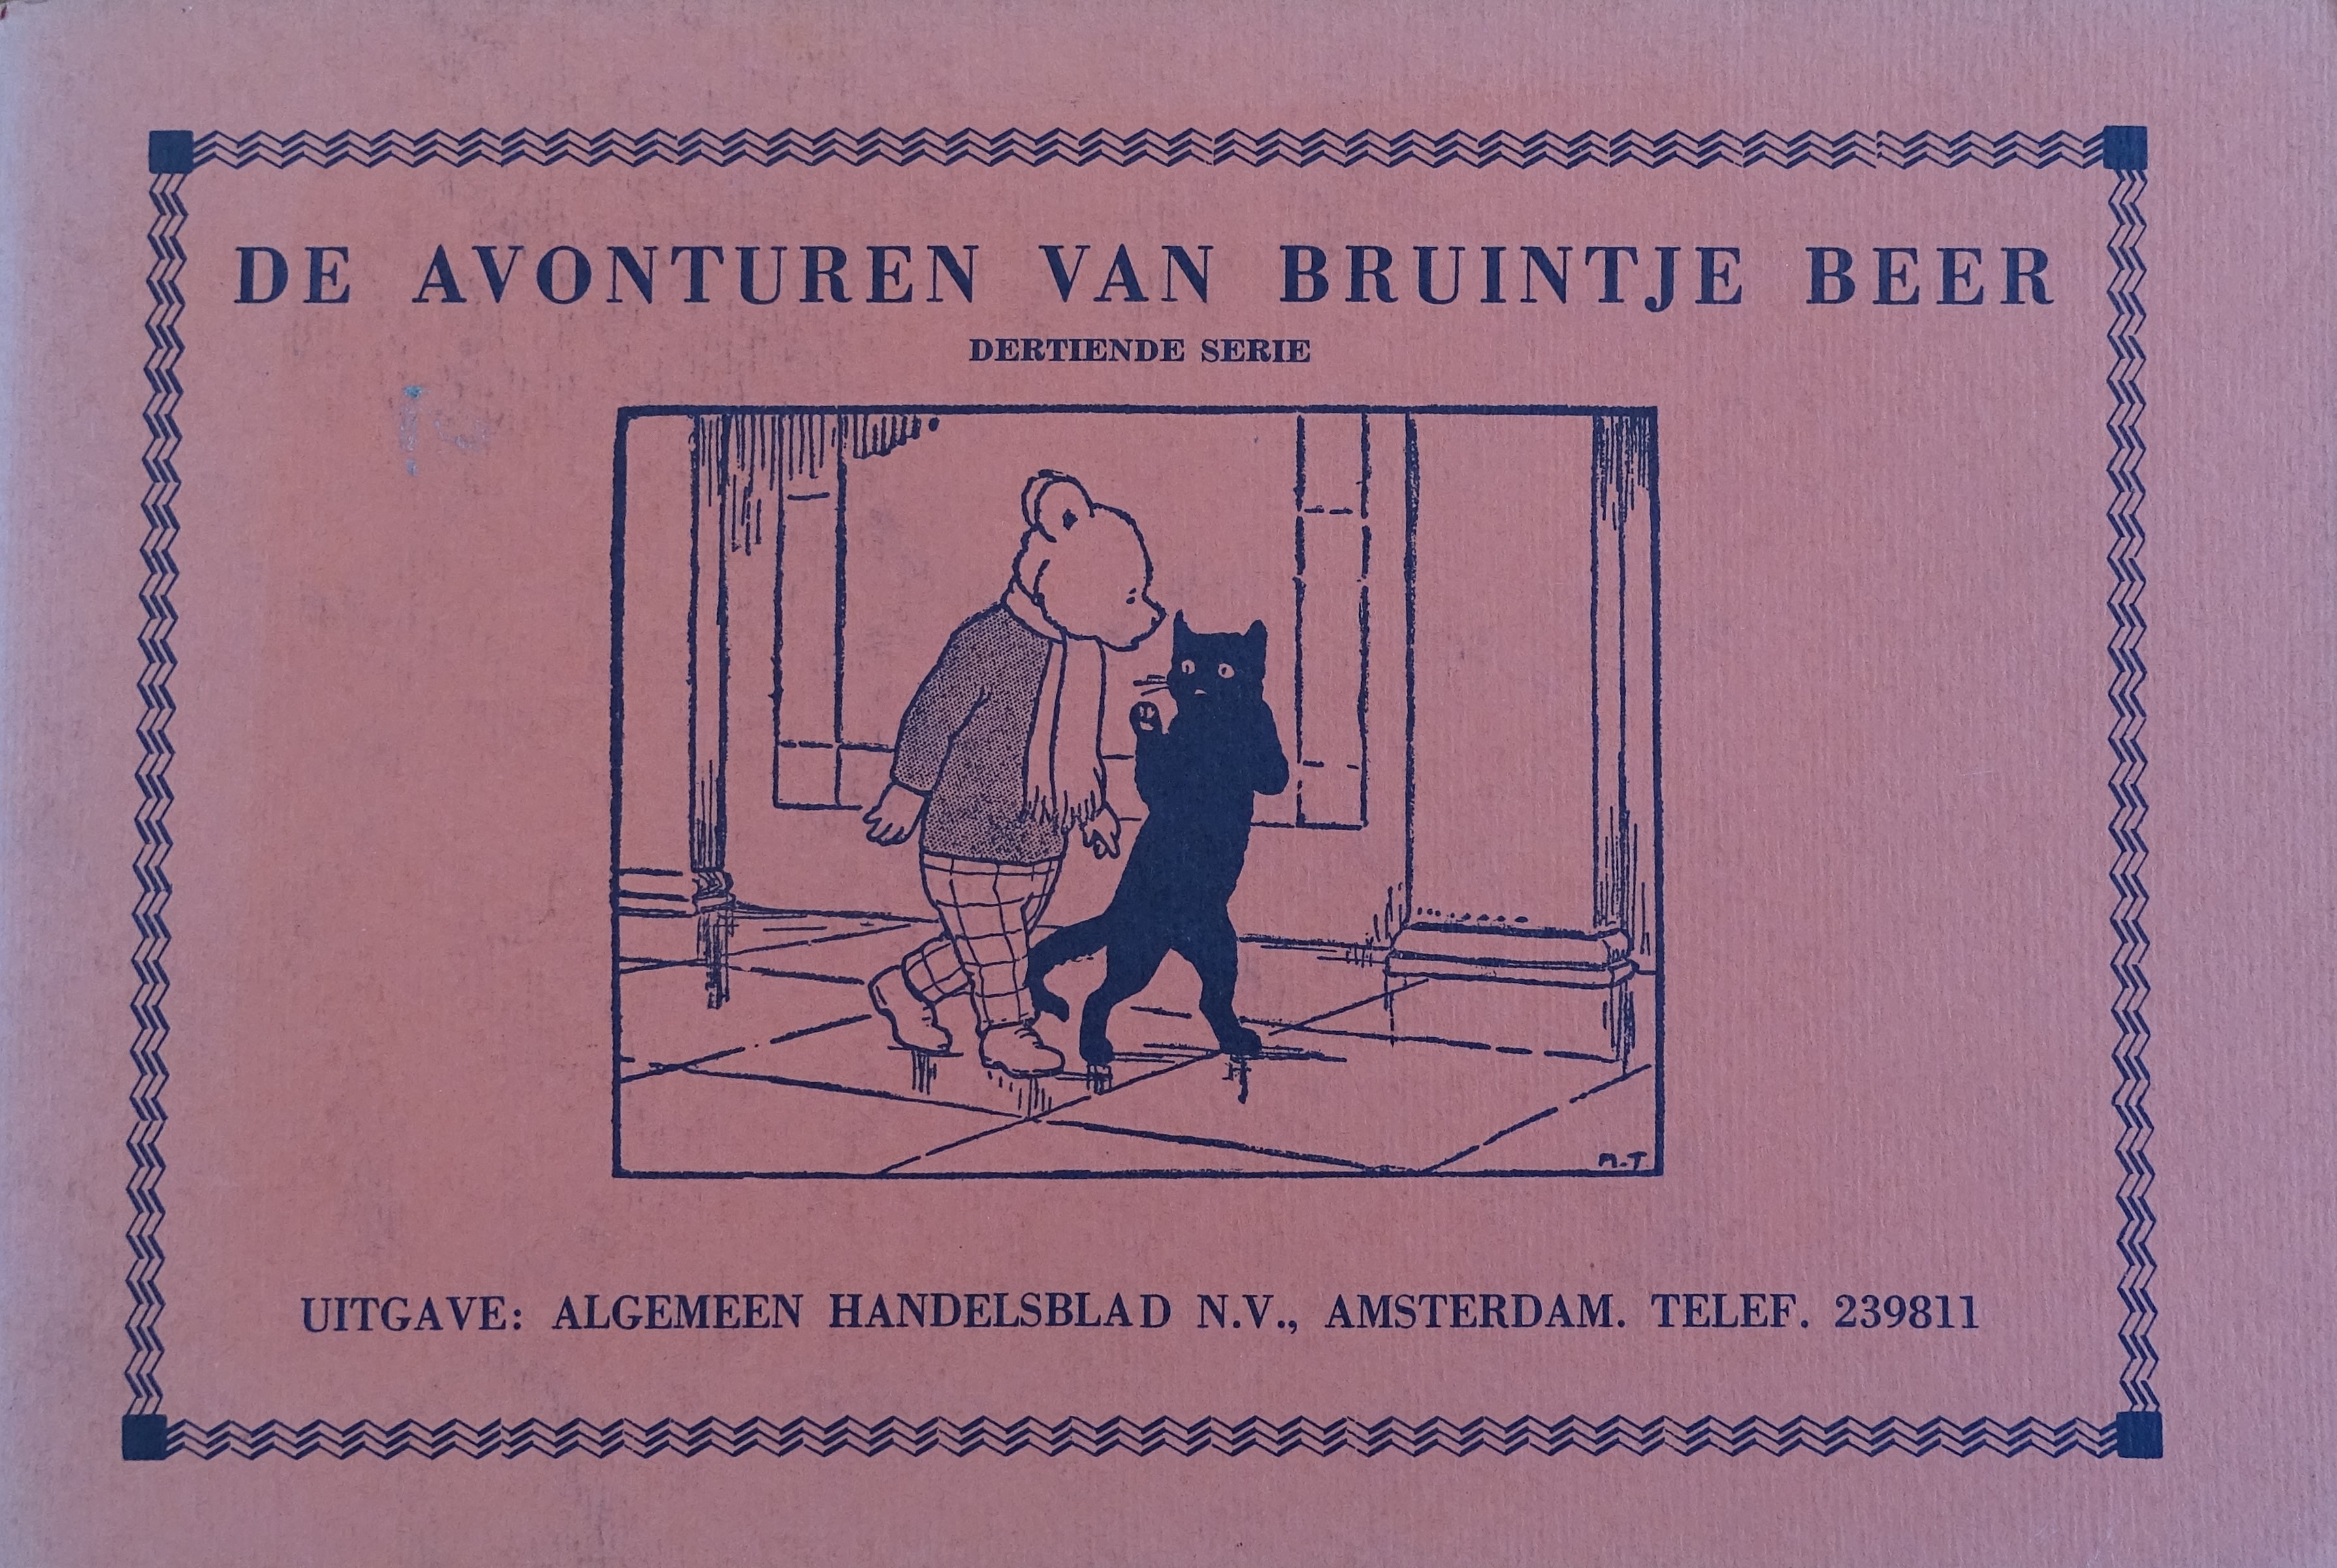 DE AVONTUREN VAN BRUINTJE BEER
DERTIENDE SERIE
A.T
UITGAVE: ALGEMEEN HANDELSBLAD N.V., AMSTERDAM. TELEF. 239811